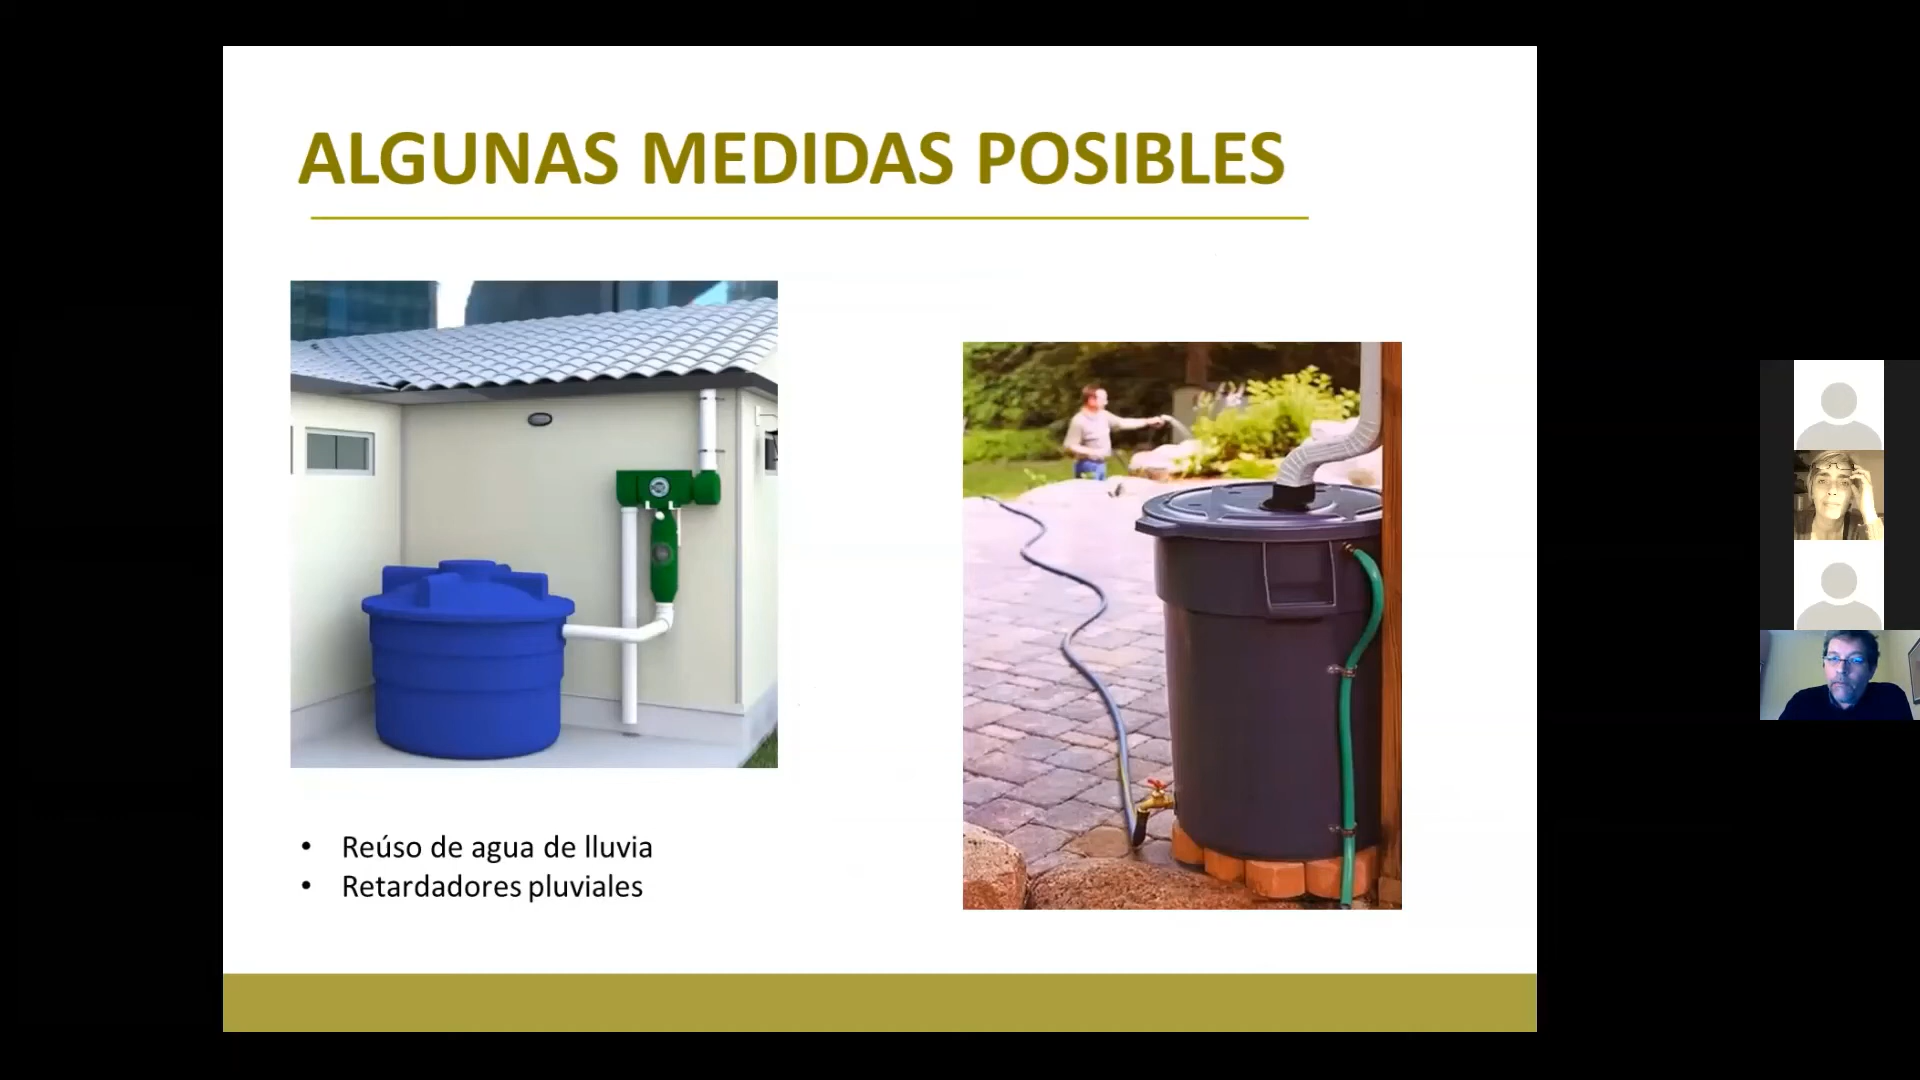 ALGUNAS MEDIDAS POSIBLES
• Reúso de agua de lluvia
• Retardadores pluviales